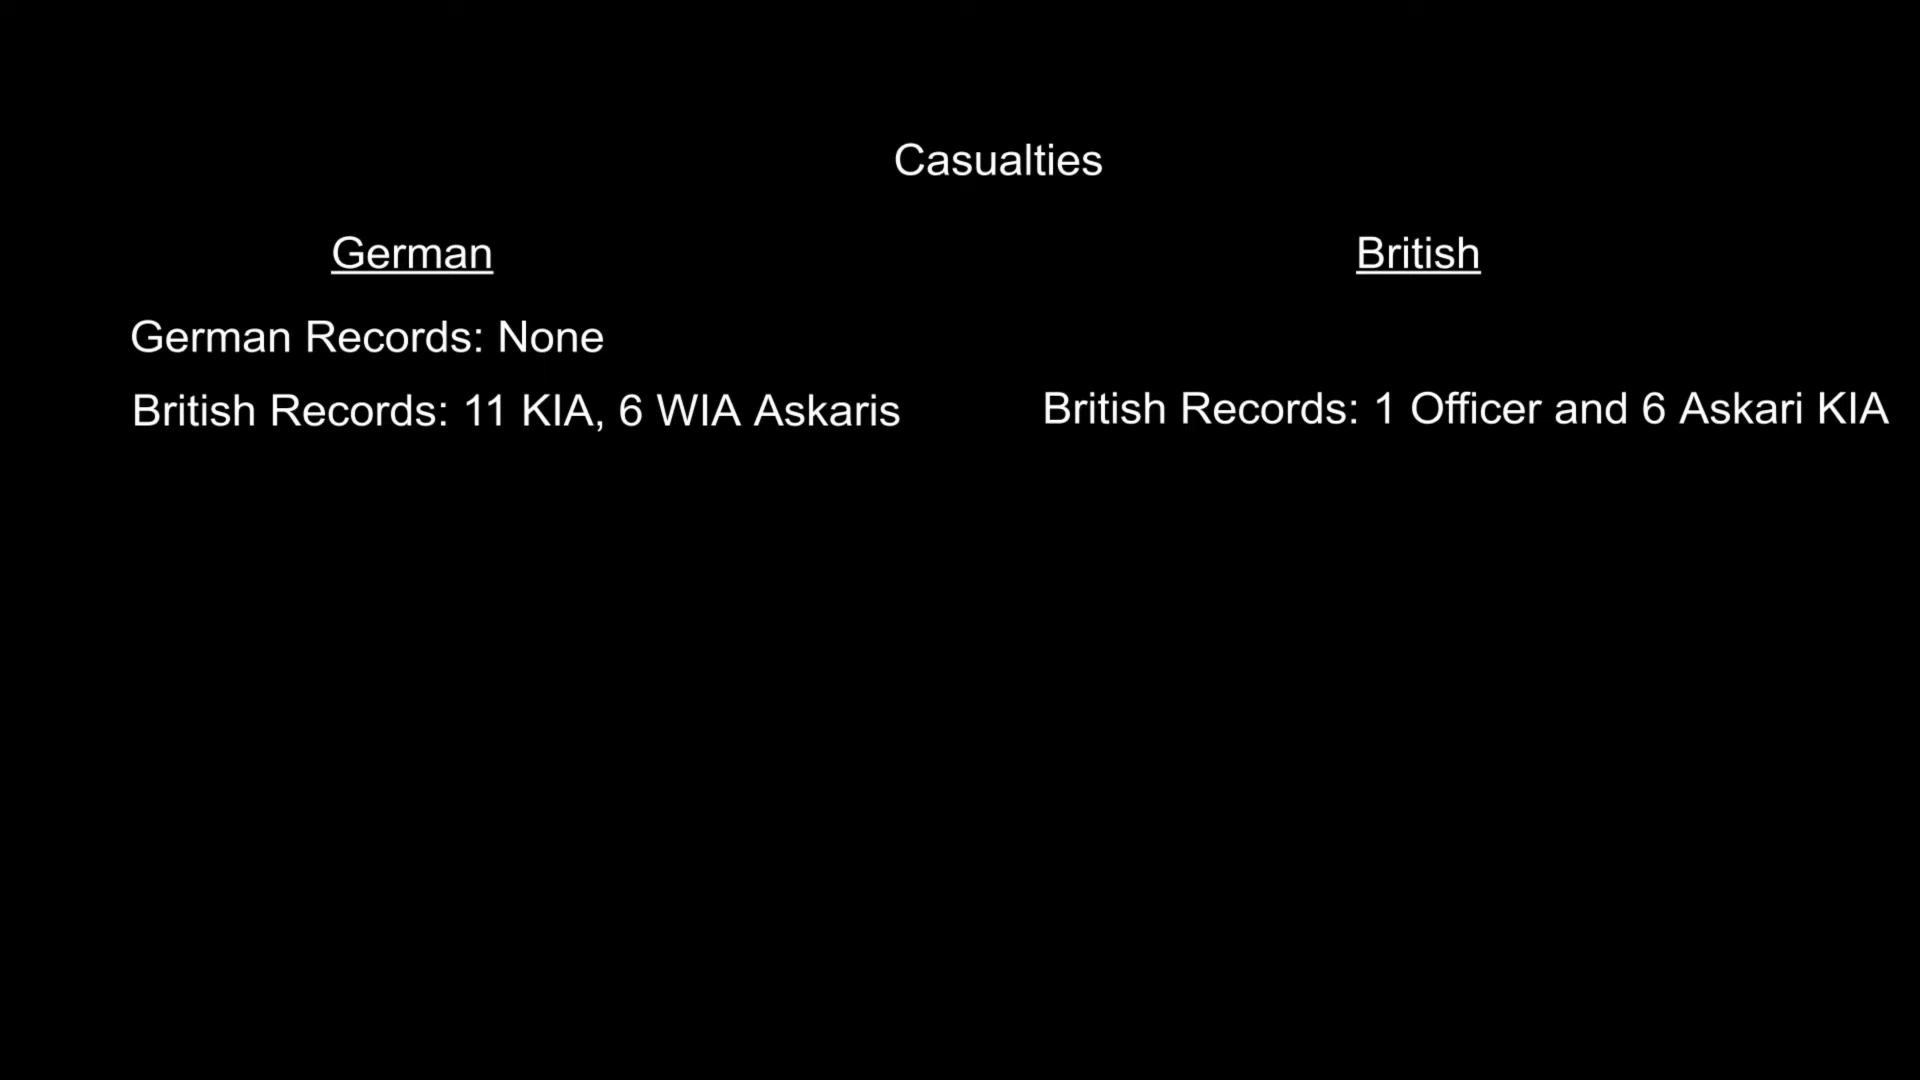 Casualties
German
British
German Records: None
British Records: 11 KIA, 6 WIA Askaris
British Records: 1 Officer and 6 Askari KIA